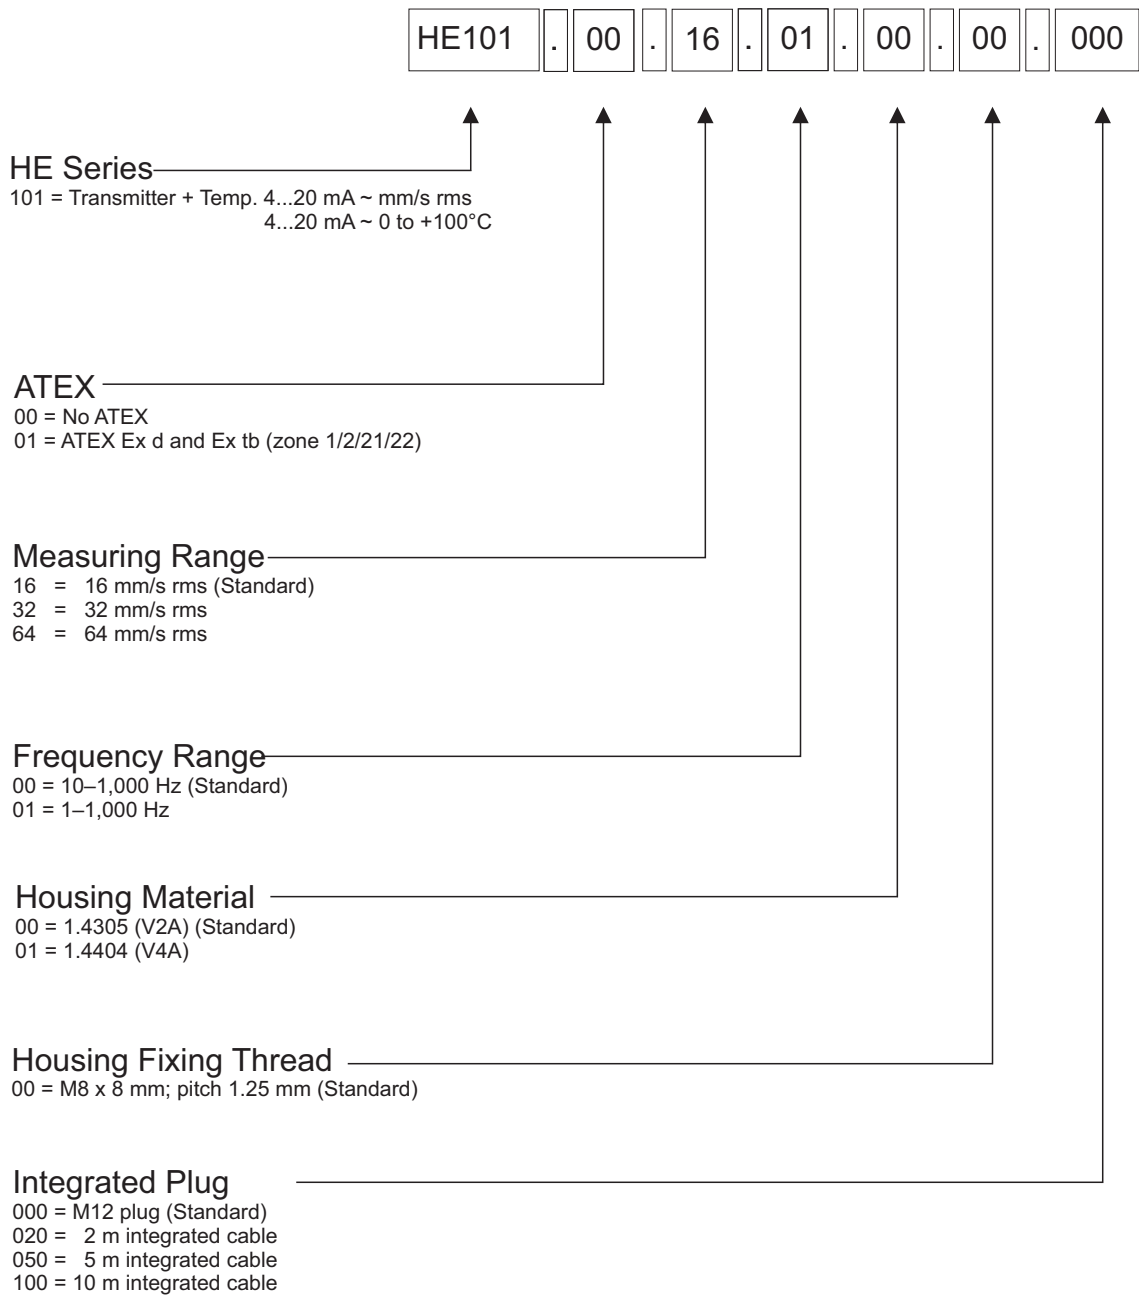 HE101 . 00 . 16 . 01 . 00 . 00 . 000
HE Series
101 = Transmitter + Temp. 4...20 mA ~ mm/s rms
4...20 mA ~ 0 to +100°C
ATEX
00 = No ATEX
01 = ATEX Ex d and Ex tb (zone 1/2/21/22)
Measuring Range
16 = 16 mm/s rms (Standard)
32 = 32 mm/s rms
64 = 64 mm/s rms
Frequency Range
00 = 10–1,000 Hz (Standard)
01 = 1–1,000 Hz
Housing Material
00 = 1.4305 (V2A) (Standard)
01 = 1.4404 (V4A)
Housing Fixing Thread
00 = M8 x 8 mm; pitch 1.25 mm (Standard)
Integrated Plug
000 = M12 plug (Standard)
020 = 2 m integrated cable
050 = 5 m integrated cable
100 = 10 m integrated cable